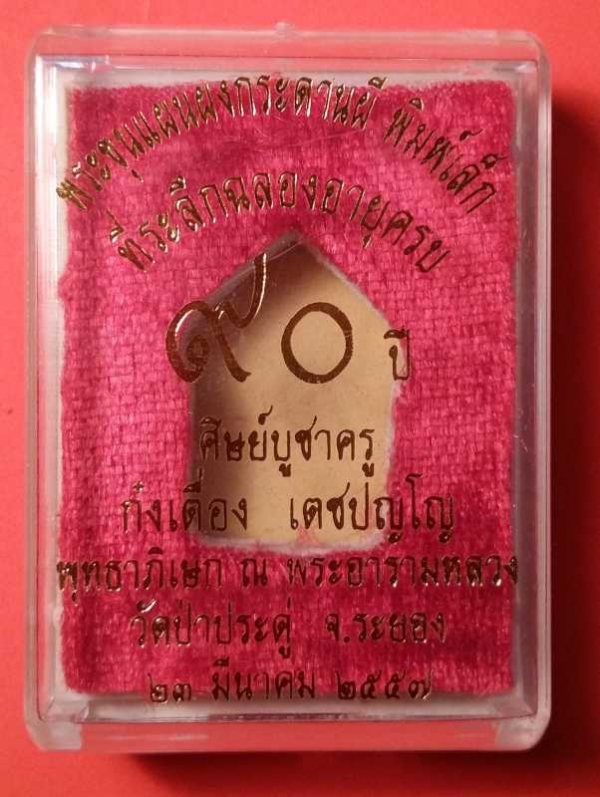 พระขุนแผนผงกระดานผี พิมพ์เล็ก
ที่ระลึกฉลองอายุครบ
๙๐ ปี
ศิษย์บูชาครู
ก๋งเตื่อง เตชปญฺโญ
พุทธาภิเษก ณ พระอารามหลวง
วัดป่าประดู่ จ.ระยอง
๒๓ มีนาคม ๒๕๕๗